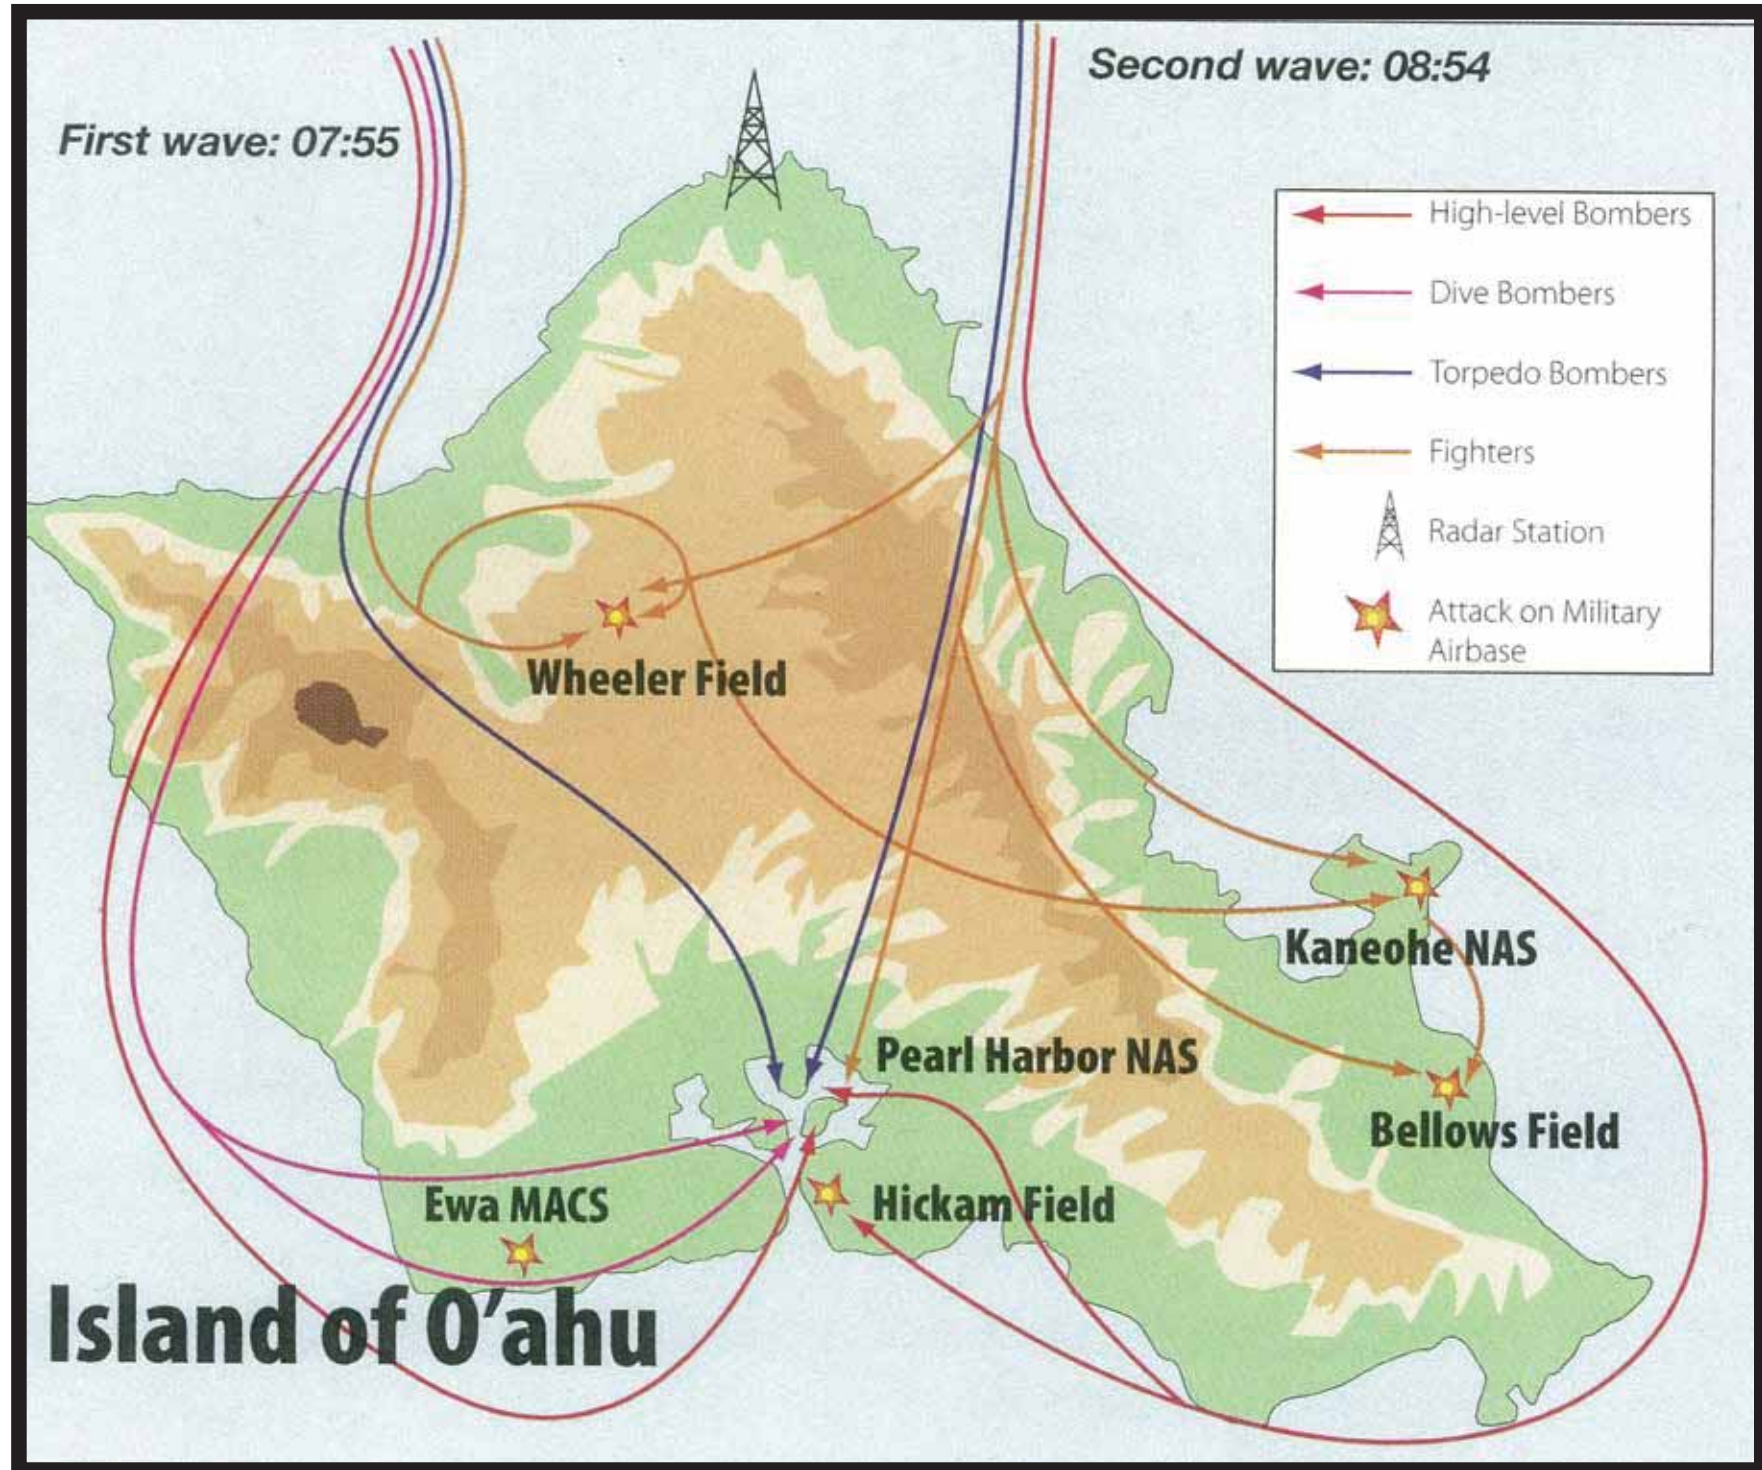 First wave: 07:55
Second wave: 08:54
High-level Bombers
Dive Bombers
Torpedo Bombers
Fighters
Radar Station
Attack on Military
Airbase
Wheeler Field
Kaneohe NAS
Pearl Harbor NAS
Bellows Field
Ewa MACS
Hickam Field
Island of O'ahu